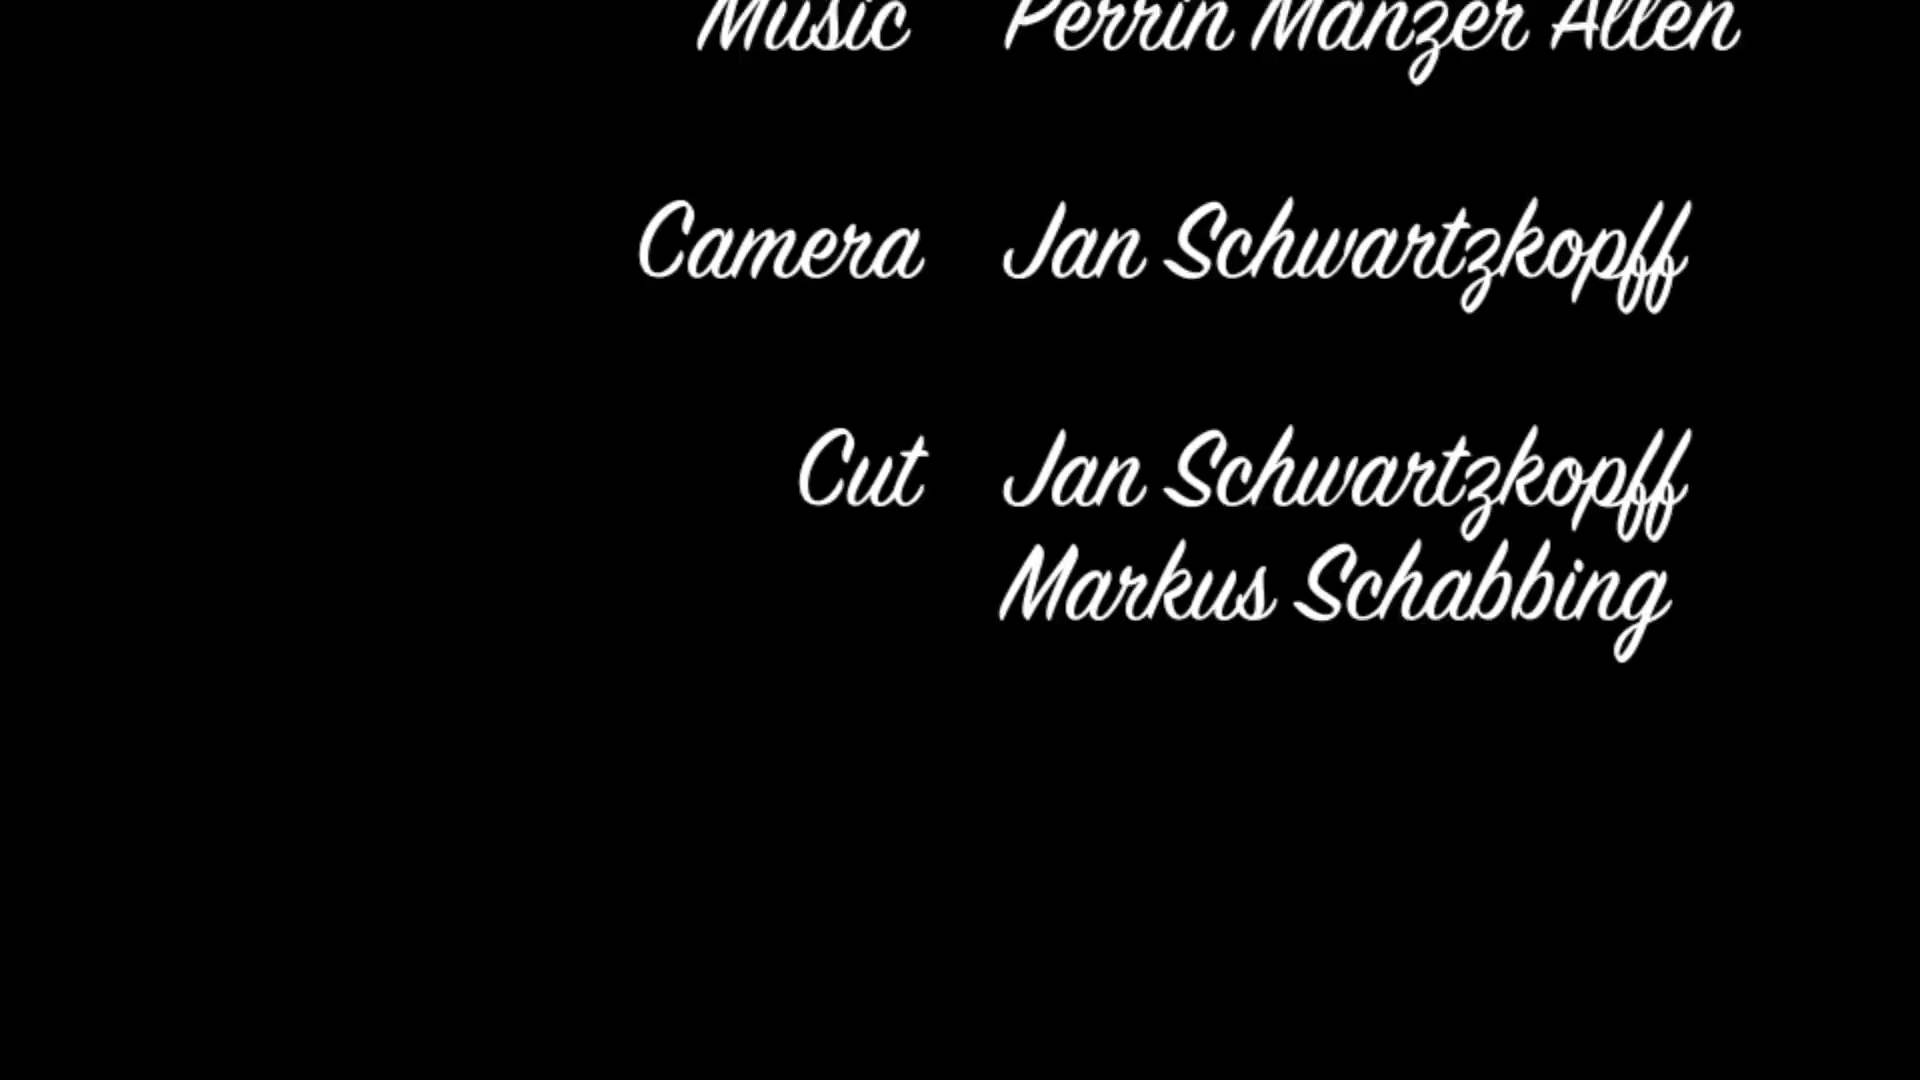 Music Perrin Manzer Allen
Camera Jan Schwartzkopff
Cut Jan Schwartzkopff
Markus Schabbing